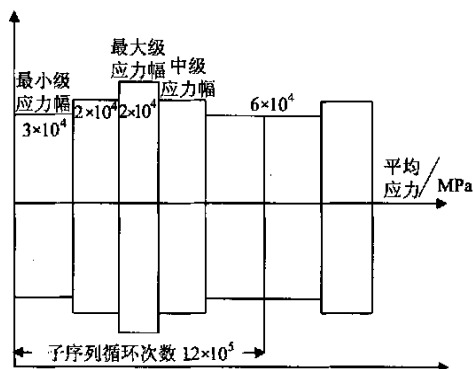 最大级
应力幅
中级
应力幅
最小级
应力幅
3×10⁴
2×10⁴
2×10⁴
6×10⁴
平均
应力/MPa
子序列循环次数 12×10⁵